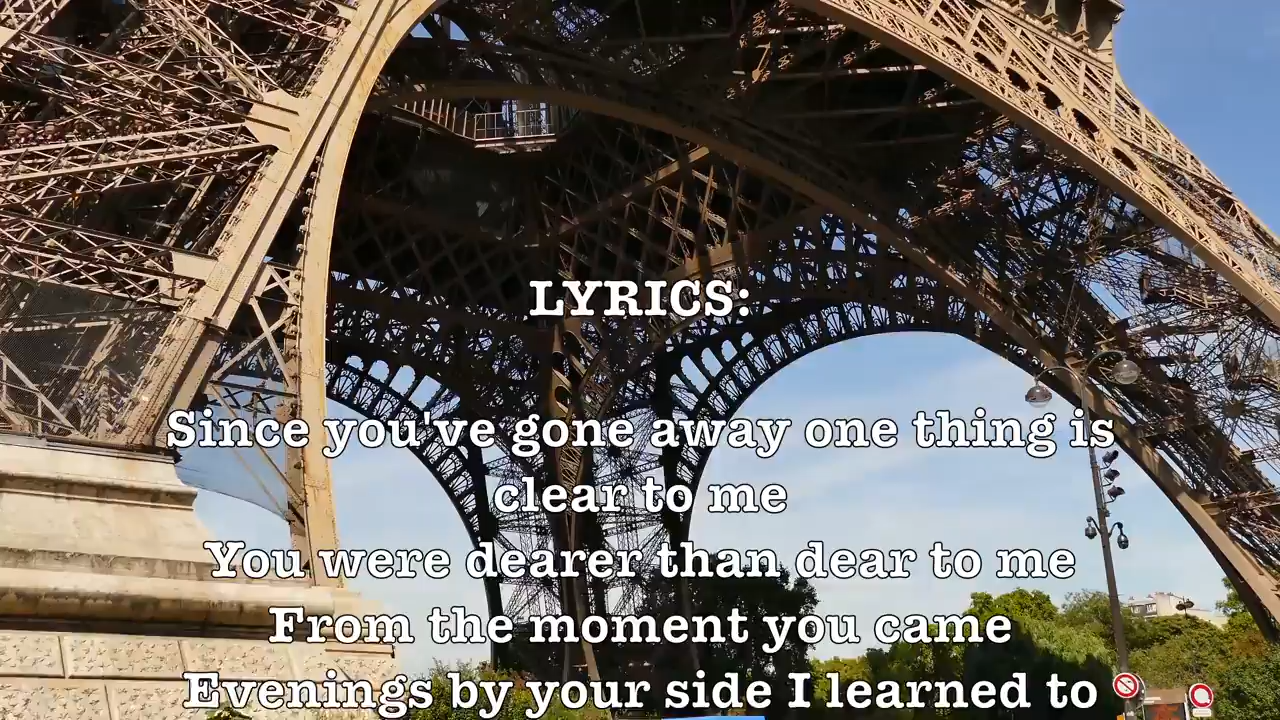 LYRICS:
Since you've gone away one thing is
clear to me
You were dearer than dear to me
From the moment you came
Evenings by your side I learned to